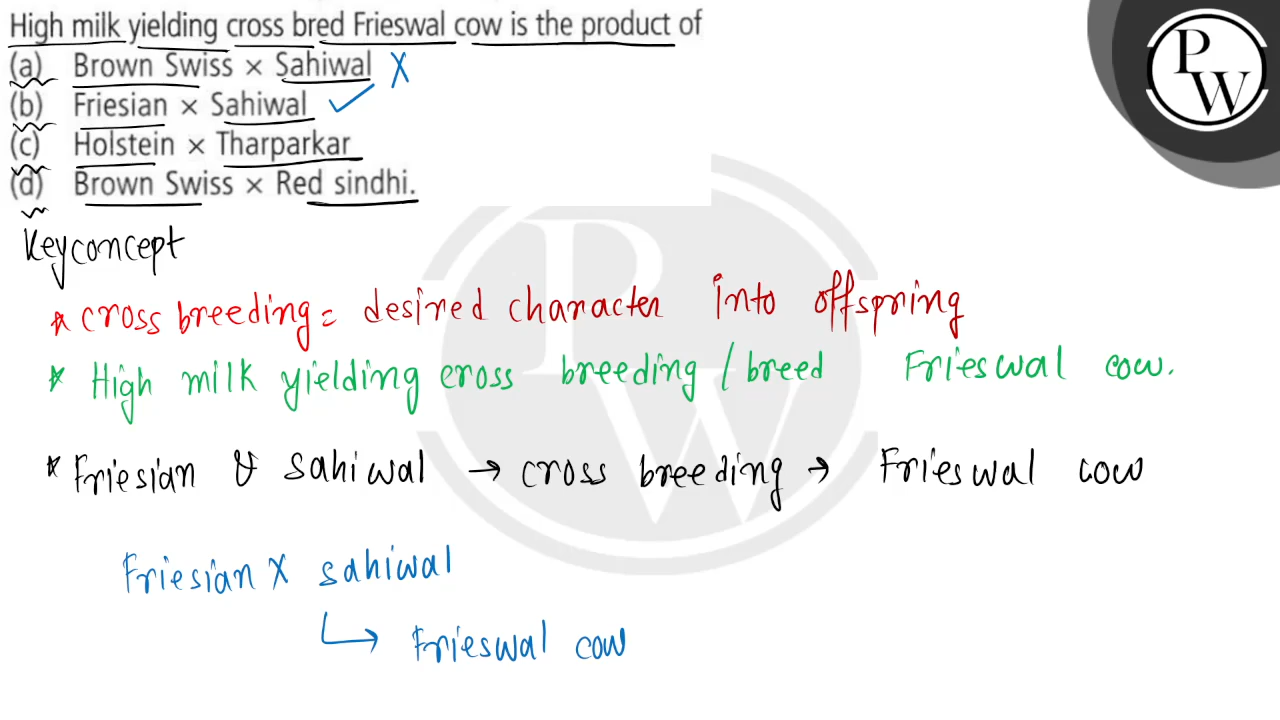 High milk yielding cross bred Frieswal cow is the product of
(a) Brown Swiss × Sahiwal X
(b) Friesian × Sahiwal ✓
(c) Holstein × Tharparkar
(d) Brown Swiss × Red sindhi.
PW
Keyconcept
* cross breeding = desired character into offspring
* High milk yielding cross breeding / breed Frieswal cow.
* Friesian & sahiwal → cross breeding → Frieswal cow
Friesian X sahiwal
↳ Frieswal cow
PW